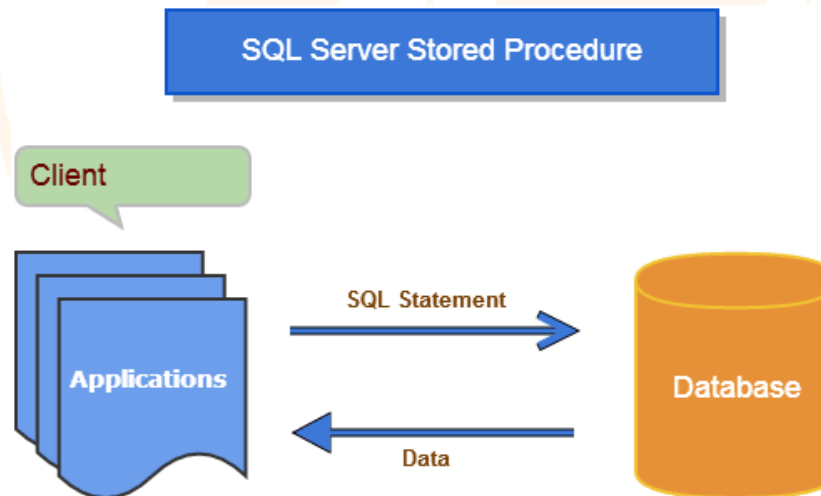 SQL Server Stored Procedure
Client
SQL Statement
Applications
Database
Data